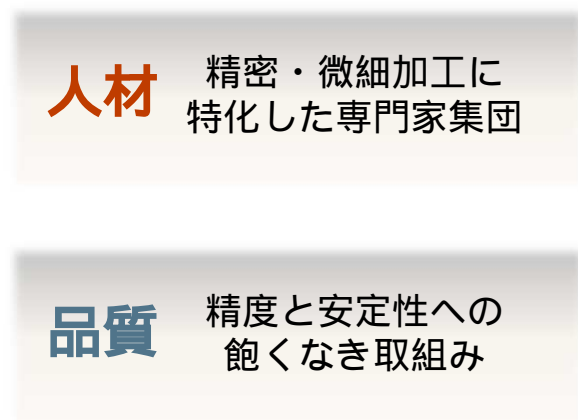 人材
精密・微細加工に
特化した専門家集団
品質
精度と安定性への
飽くなき取組み